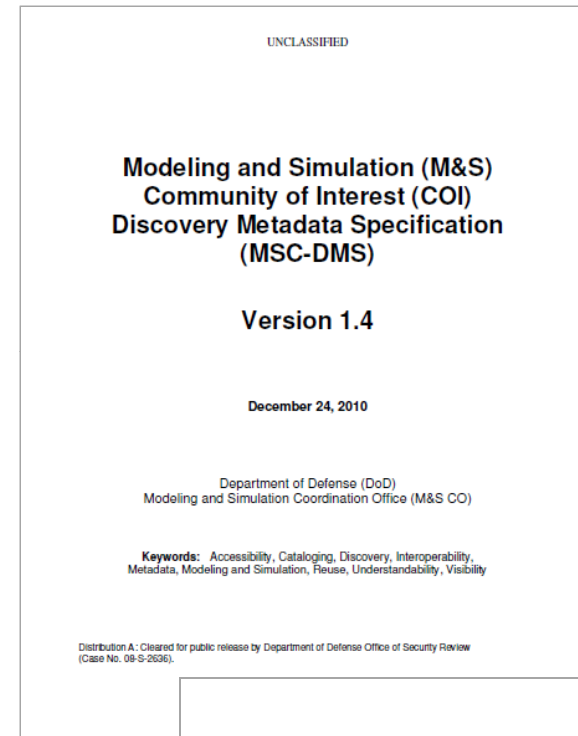 UNCLASSIFIED
Modeling and Simulation (M&S)
Community of Interest (COI)
Discovery Metadata Specification
(MSC-DMS)
Version 1.4
December 24, 2010
Department of Defense (DoD)
Modeling and Simulation Coordination Office (M&S CO)
Keywords: Accessibility, Cataloging, Discovery, Interoperability,
Metadata, Modeling and Simulation, Reuse, Understandability, Visibility
Distribution A: Cleared for public release by Department of Defense Office of Security Review
(Case No. 09-S-2636).